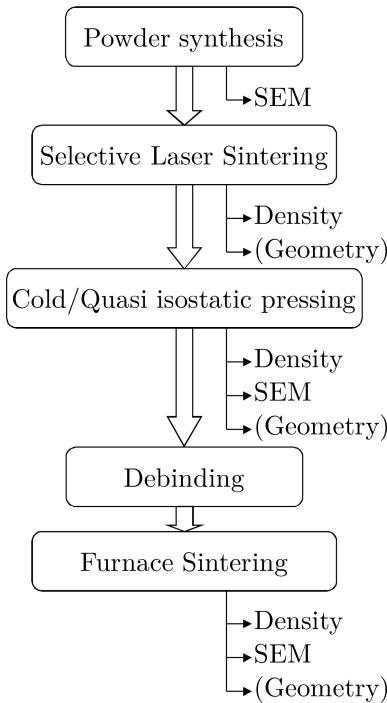 Powder synthesis
SEM
Selective Laser Sintering
Density
(Geometry)
Cold/Quasi isostatic pressing
Density
SEM
(Geometry)
Debinding
Furnace Sintering
Density
SEM
(Geometry)